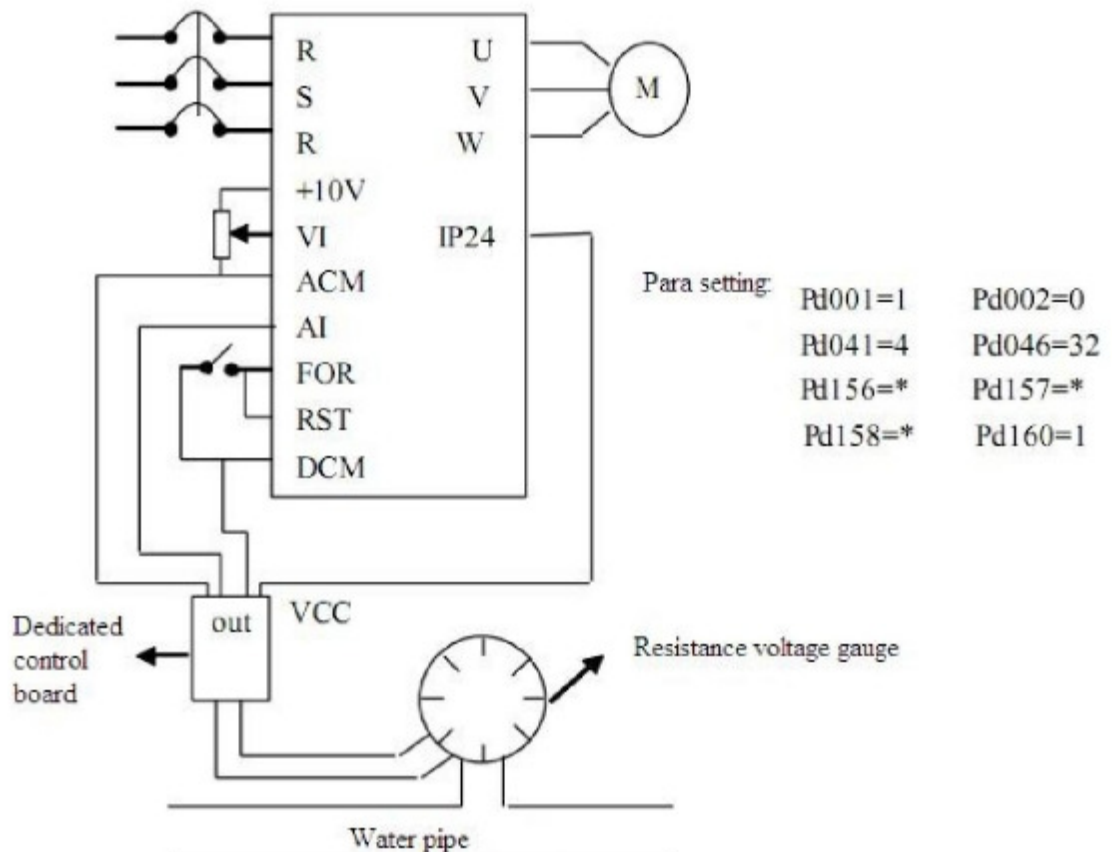 R U
S V
R W
M
+10V
VI IP24
ACM
AI
FOR
RST
DCM
Para setting:
Pd001=1 Pd002=0
Pd041=4 Pd046=32
Pd156=* Pd157=*
Pd158=* Pd160=1
out VCC
Dedicated
control
board
Resistance voltage gauge
Water pipe